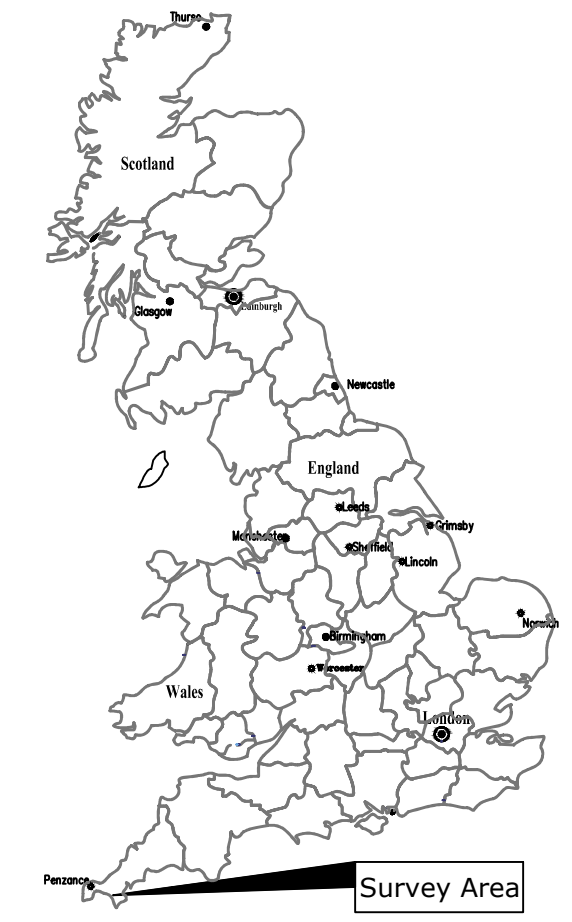 Thurso
Scotland
Edinburgh
Glasgow
Newcastle
England
Leeds
Grimsby
Manchester
Sheffield
Lincoln
Norwich
Birmingham
Worcester
Wales
London
Penzance
Survey Area